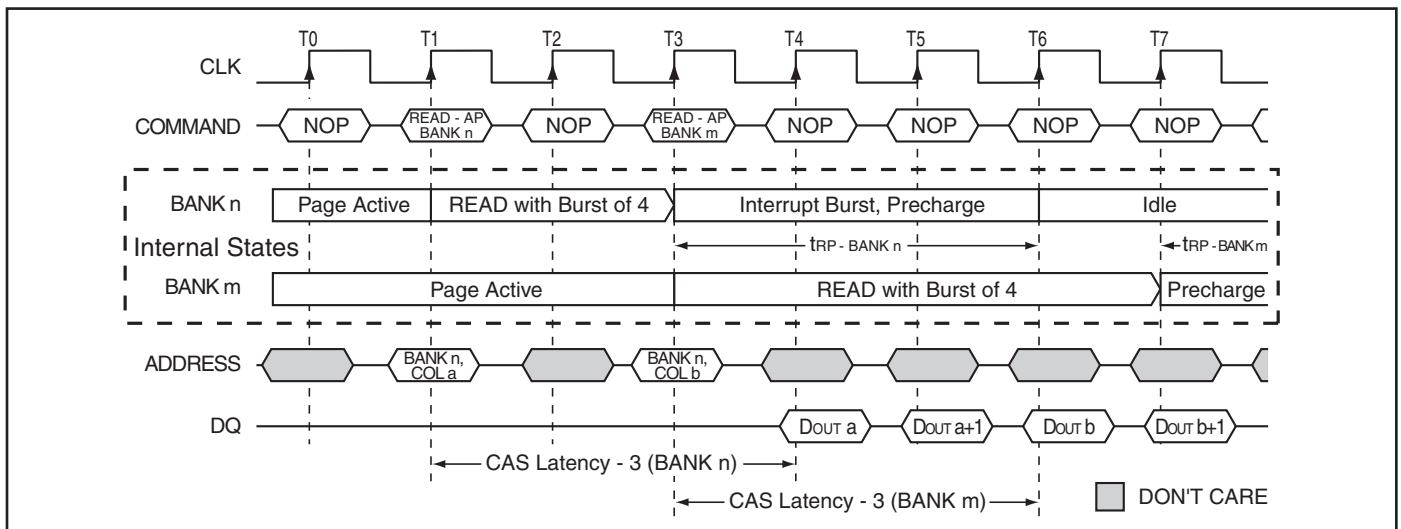 T0 T1 T2 T3 T4 T5 T6 T7
CLK
COMMAND NOP READ - AP BANK n NOP READ - AP BANK m NOP NOP NOP NOP
BANK n Page Active READ with Burst of 4 Interrupt Burst, Precharge Idle
Internal States tRP - BANK n tRP - BANK m
BANK m Page Active READ with Burst of 4 Precharge
ADDRESS BANK n, COL a BANK n, COL b
DQ DOUT a DOUT a+1 DOUT b DOUT b+1
CAS Latency - 3 (BANK n)
CAS Latency - 3 (BANK m) DON'T CARE